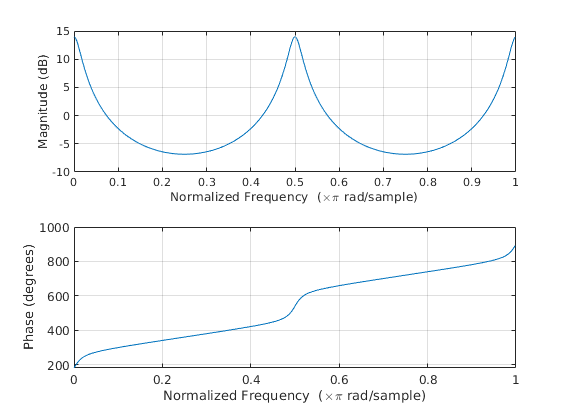 15
10
5
0
-5
-10
Magnitude (dB)
0 0.1 0.2 0.3 0.4 0.5 0.6 0.7 0.8 0.9 1
Normalized Frequency (×π rad/sample)
1000
800
600
400
200
Phase (degrees)
0 0.2 0.4 0.6 0.8 1
Normalized Frequency (×π rad/sample)